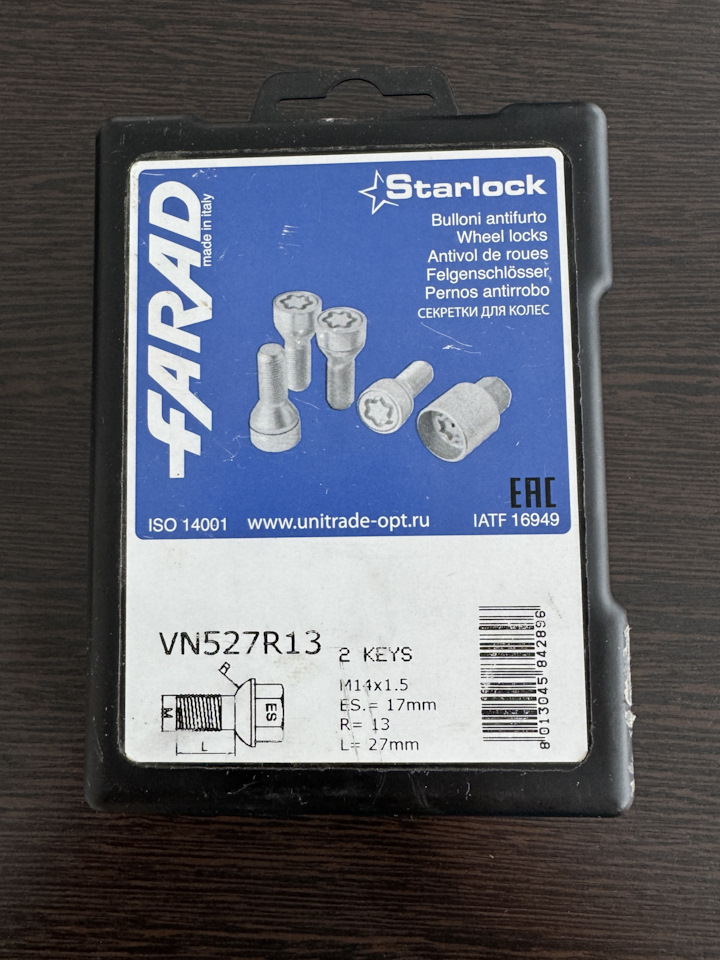 Starlock
FARAD
made in italy
Bulloni antifurto
Wheel locks
Antivol de roues
Felgenschlösser
Pernos antirrobo
СЕКРЕТКИ ДЛЯ КОЛЕС
EAC
ISO 14001 www.unitrade-opt.ru IATF 16949
VN527R13 2 KEYS
M14x1.5
ES.= 17mm
R= 13
L= 27mm
R
M
ES
L
8 013045 842896